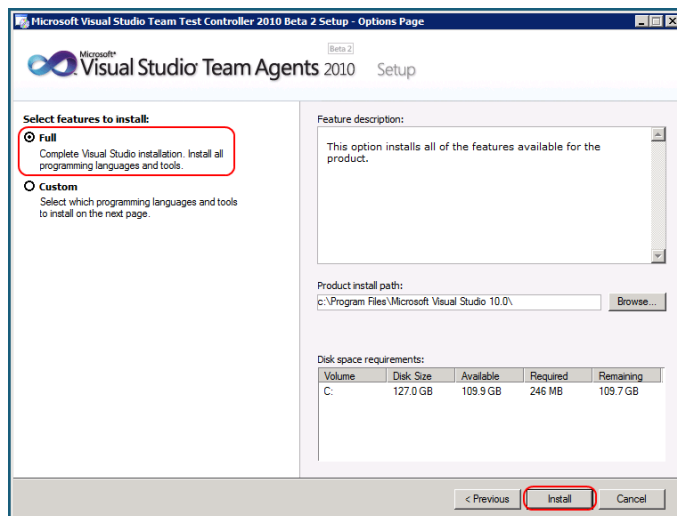 Microsoft Visual Studio Team Test Controller 2010 Beta 2 Setup - Options Page
Beta 2
Microsoft®
Visual Studio Team Agents 2010 Setup
Select features to install:
Full
Complete Visual Studio installation. Install all
programming languages and tools.
Custom
Select which programming languages and tools
to install on the next page.
Feature description:
This option installs all of the features available for the
product.
Product install path:
c:\Program Files\Microsoft Visual Studio 10.0\
Browse...
Disk space requirements:
Volume Disk Size Available Required Remaining
C: 127.0 GB 109.9 GB 246 MB 109.7 GB
< Previous Install Cancel